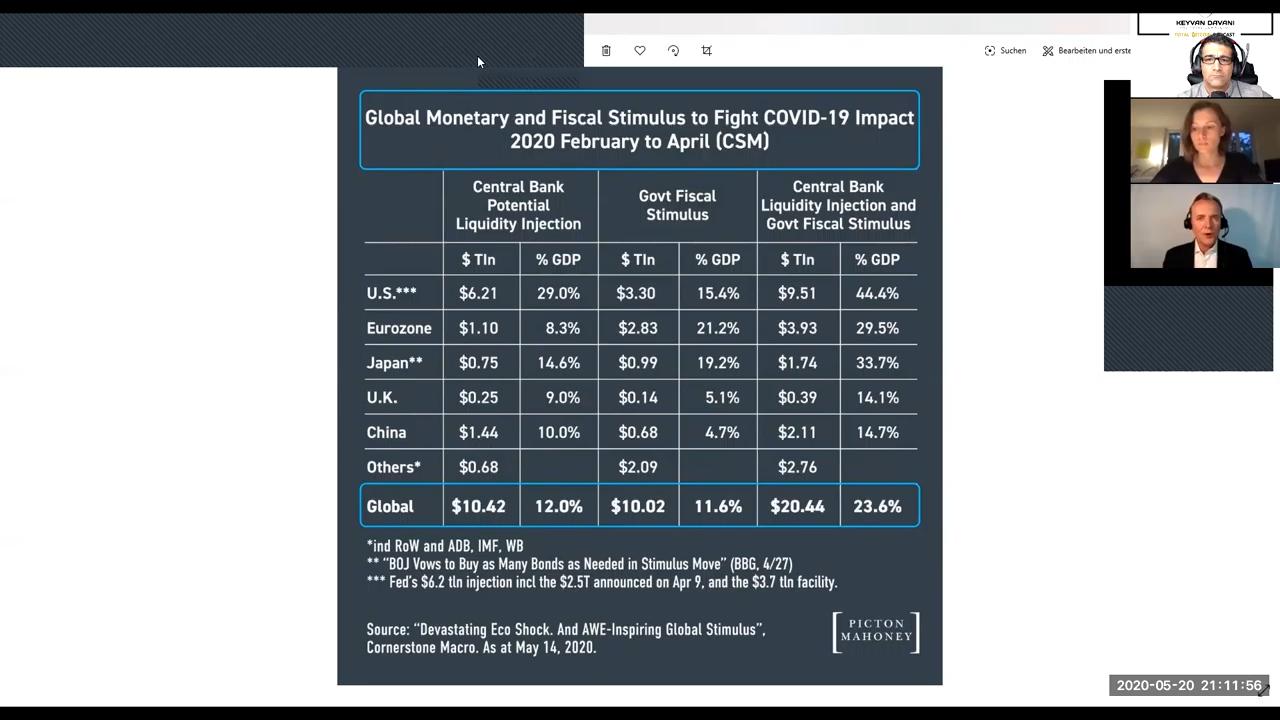 KEYVAN DAVANI
Suchen
Bearbeiten und erste
Global Monetary and Fiscal Stimulus to Fight COVID-19 Impact
2020 February to April (CSM)
Central Bank Potential Liquidity Injection Govt Fiscal Stimulus Central Bank Liquidity Injection and Govt Fiscal Stimulus
$ Tln % GDP $ Tln % GDP $ Tln % GDP
U.S.*** $6.21 29.0% $3.30 15.4% $9.51 44.4%
Eurozone $1.10 8.3% $2.83 21.2% $3.93 29.5%
Japan** $0.75 14.6% $0.99 19.2% $1.74 33.7%
U.K. $0.25 9.0% $0.14 5.1% $0.39 14.1%
China $1.44 10.0% $0.68 4.7% $2.11 14.7%
Others* $0.68 $2.09 $2.76
Global $10.42 12.0% $10.02 11.6% $20.44 23.6%
*ind RoW and ADB, IMF, WB
** “BOJ Vows to Buy as Many Bonds as Needed in Stimulus Move” (BBG, 4/27)
*** Fed’s $6.2 tln injection incl the $2.5T announced on Apr 9, and the $3.7 tln facility.
Source: “Devastating Eco Shock. And AWE-Inspiring Global Stimulus”,
Cornerstone Macro. As at May 14, 2020.
PICTON
MAHONEY
2020-05-20 21:11:56